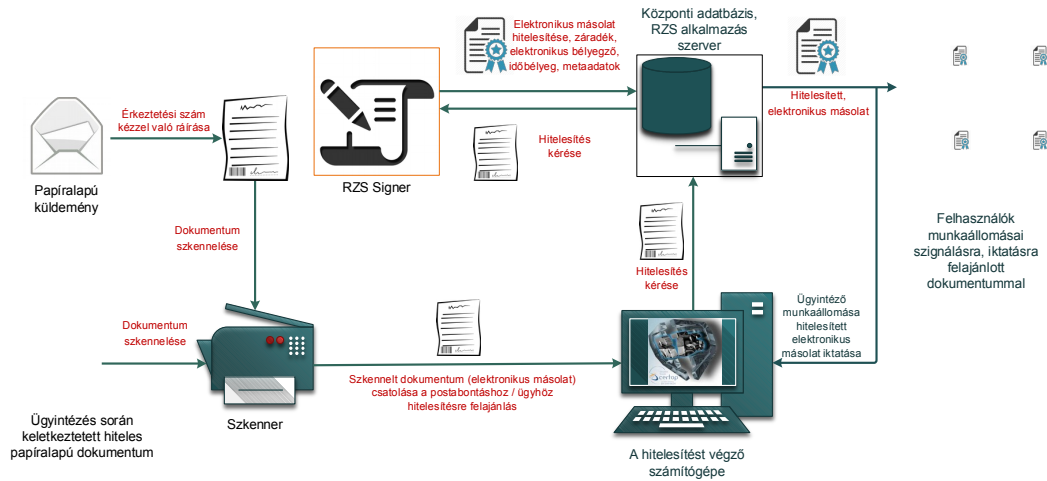 Központi adatbázis,
RZS alkalmazás
szerver
Elektronikus másolat
hitelesítése, záradék,
elektronikus bélyegző,
időbélyeg, metaadatok
Hitelesített,
elektronikus másolat
Érkeztetési szám
kézzel való ráírása
Hitelesítés
kérése
Papíralapú
küldemény
RZS Signer
Dokumentum
szkennelése
Hitelesítés
kérése
Felhasználók
munkaállomásai
szignálásra, iktatásra
felajánlott
dokumentummal
Dokumentum
szkennelése
Ügyintéző
munkaállomása
hitelesített
elektronikus
másolat iktatása
Szkennelt dokumentum (elektronikus másolat)
csatolása a postabontáshoz / ügyhöz
hitelesítésre felajánlás
Ügyintézés során
keletkeztetett hiteles
papíralapú dokumentum
Szkenner
A hitelesítést végző
számítógépe